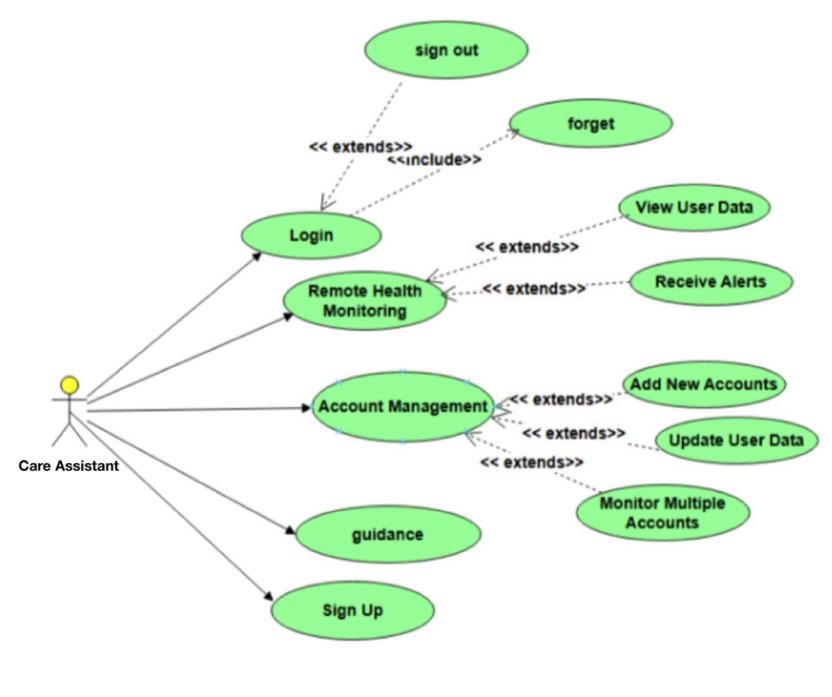 sign out
forget
<< extends>>
<<include>>
View User Data
Login
<< extends>>
Receive Alerts
<< extends>>
Remote Health
Monitoring
Add New Accounts
<< extends>>
Account Management
<< extends>>
Update User Data
<< extends>>
Care Assistant
Monitor Multiple
Accounts
guidance
Sign Up